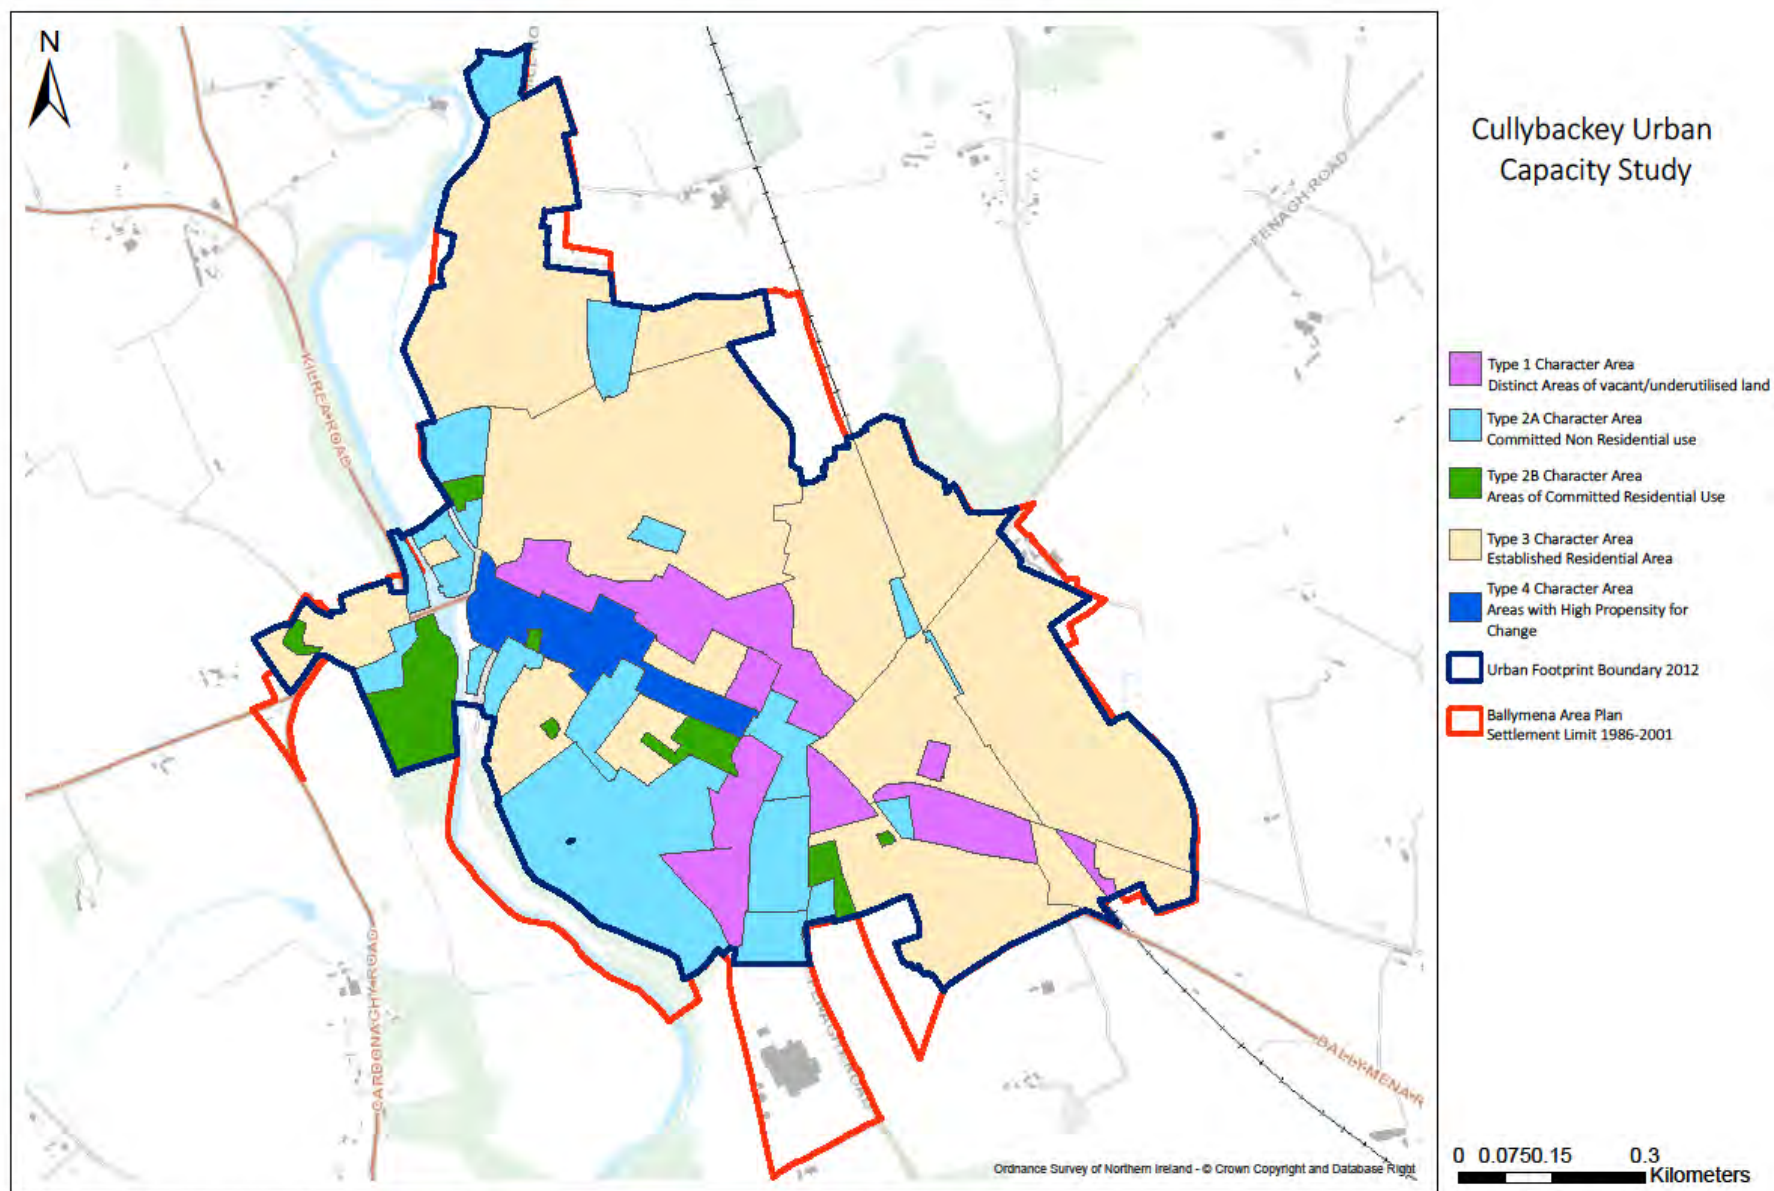 N
Cullybackey Urban
Capacity Study
FENAGH ROAD
KILREA ROAD
Type 1 Character Area
Distinct Areas of vacant/underutilised land
Type 2A Character Area
Committed Non Residential use
Type 2B Character Area
Areas of Committed Residential Use
Type 3 Character Area
Established Residential Area
Type 4 Character Area
Areas with High Propensity for
Change
Urban Footprint Boundary 2012
Ballymena Area Plan
Settlement Limit 1986-2001
CARDONAGHY ROAD
FENAGHY ROAD
BALLYMENA R
Ordnance Survey of Northern Ireland - © Crown Copyright and Database Right
0 0.0750.15 0.3
Kilometers